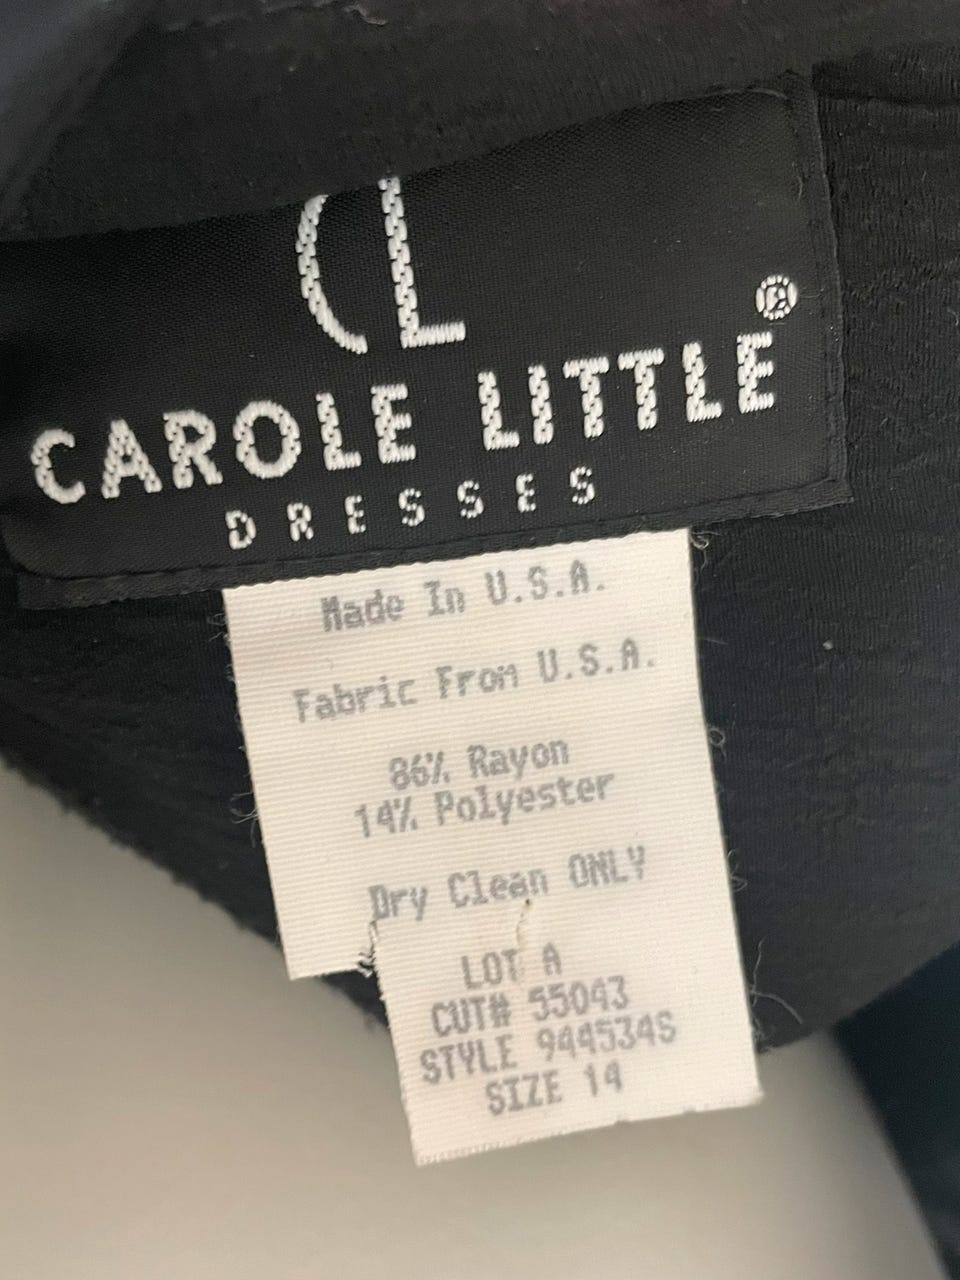 CL
CAROLE LITTLE®
DRESSES
Made In U.S.A.
Fabric From U.S.A.
86% Rayon
14% Polyester
Dry Clean ONLY
LOT A
CUT# 55043
STYLE 944534S
SIZE 14